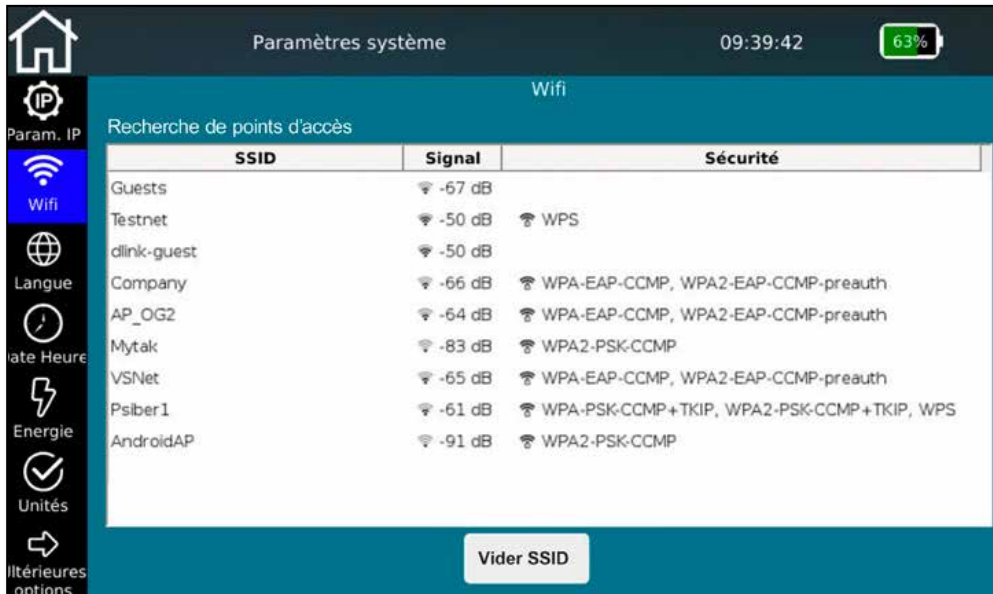 Paramètres système 09:39:42 63%
Wifi
IP
Param. IP
Wifi
Langue
ate Heure
Energie
Unités
ltérieures
options
Recherche de points d'accès
SSID Signal Sécurité
Guests -67 dB
Testnet -50 dB WPS
dlink-guest -50 dB
Company -66 dB WPA-EAP-CCMP, WPA2-EAP-CCMP-preauth
AP_OG2 -64 dB WPA-EAP-CCMP, WPA2-EAP-CCMP-preauth
Mytak -83 dB WPA2-PSK-CCMP
VSNet -65 dB WPA-EAP-CCMP, WPA2-EAP-CCMP-preauth
Psiber1 -61 dB WPA-PSK-CCMP+TKIP, WPA2-PSK-CCMP+TKIP, WPS
AndroidAP -91 dB WPA2-PSK-CCMP
Vider SSID